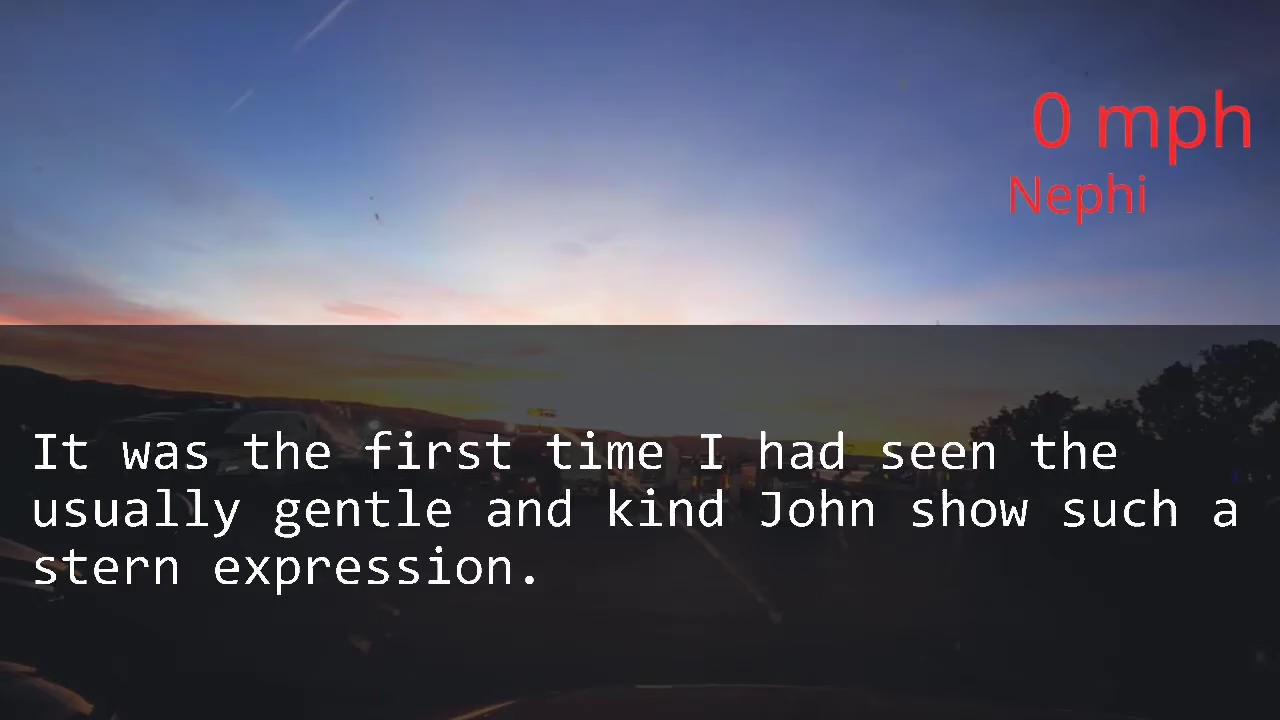 0 mph
Nephi
It was the first time I had seen the
usually gentle and kind John show such a
stern expression.